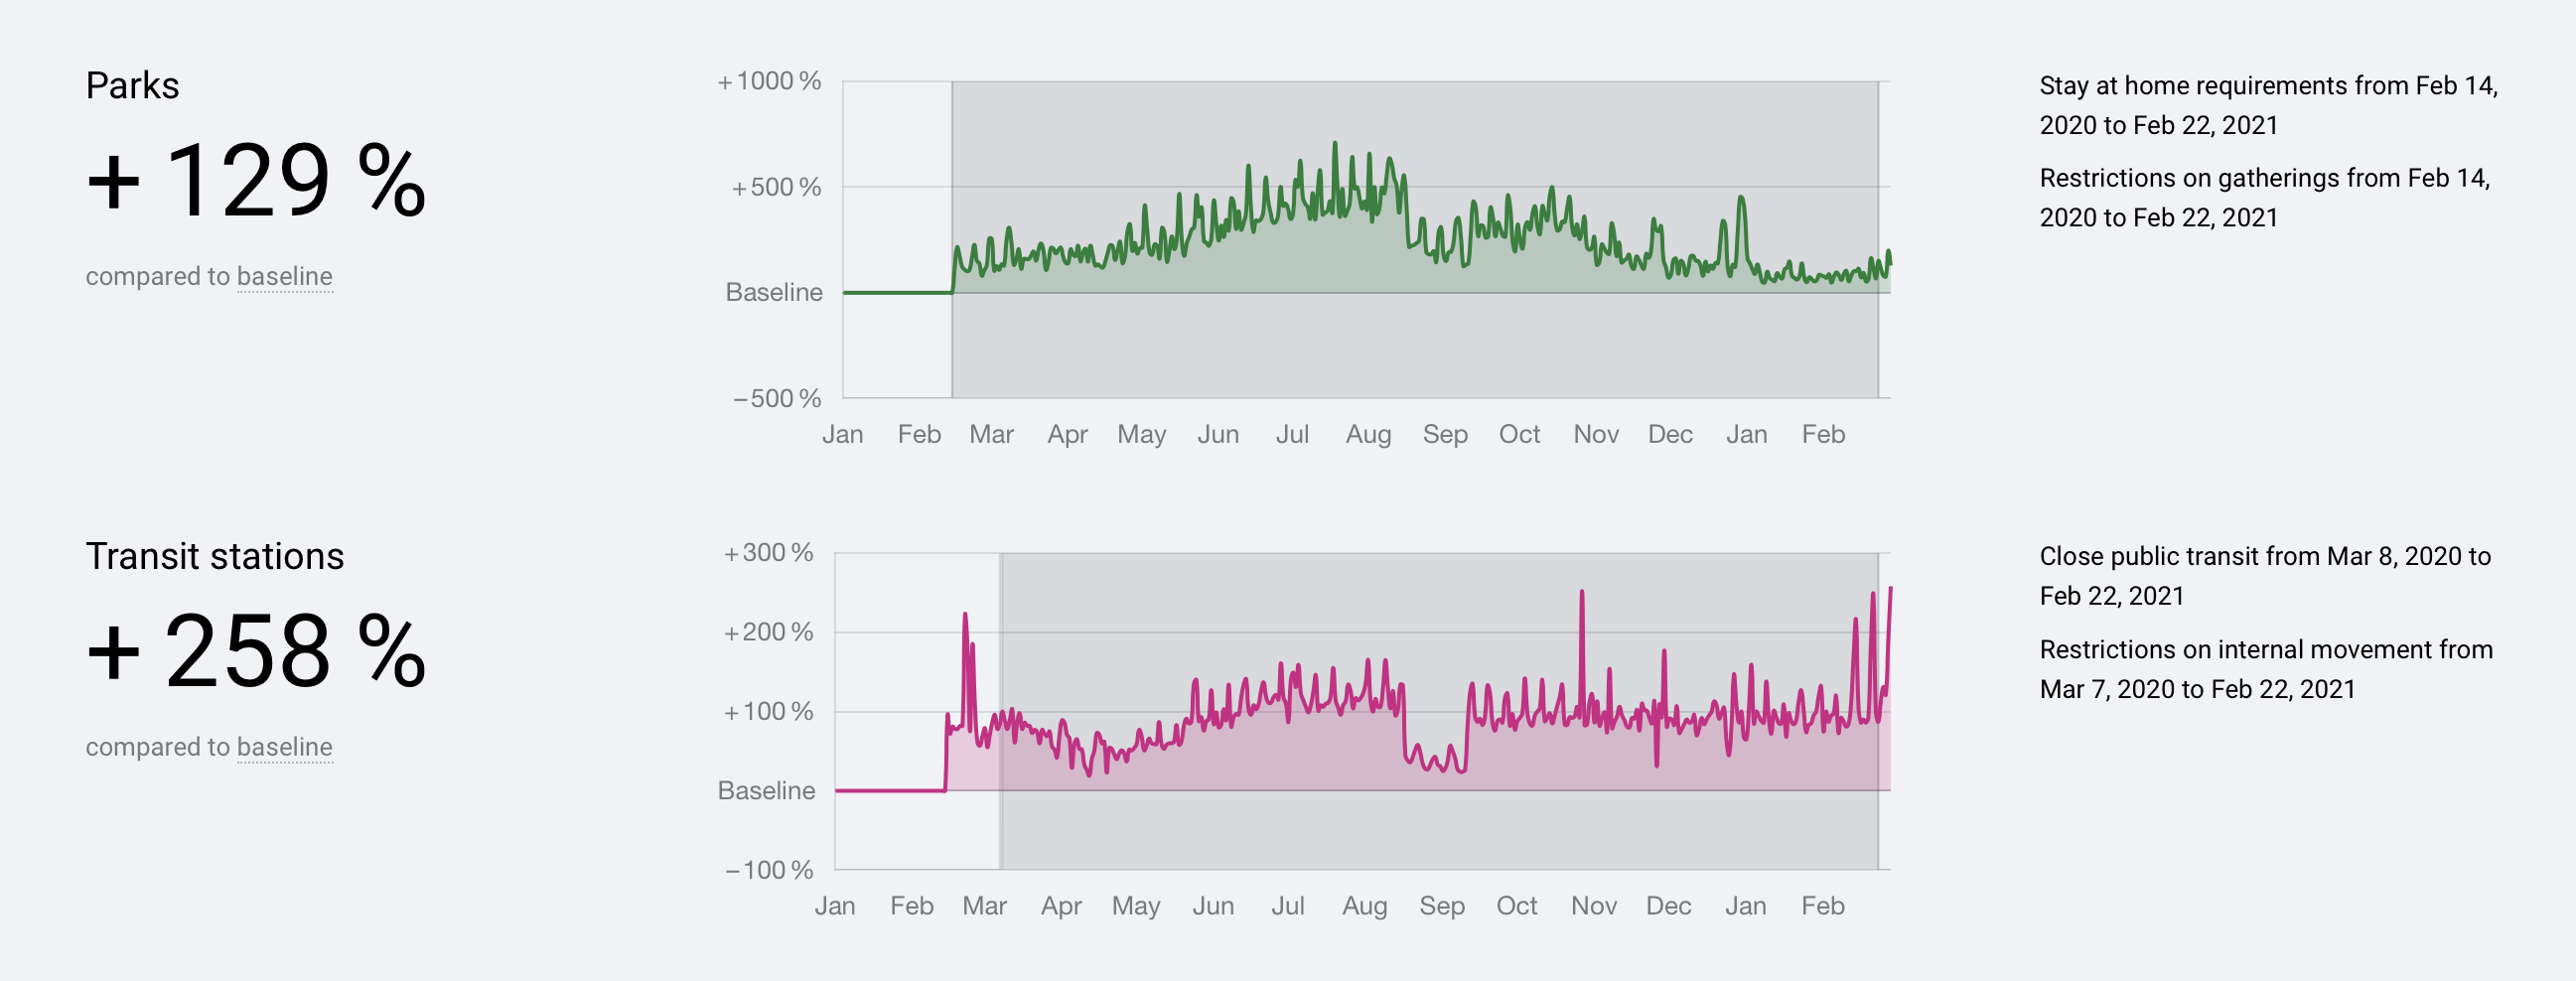 Parks
+ 129 %
compared to baseline
+1000 %
+500 %
Baseline
−500 %
Jan Feb Mar Apr May Jun Jul Aug Sep Oct Nov Dec Jan Feb
Stay at home requirements from Feb 14,
2020 to Feb 22, 2021
Restrictions on gatherings from Feb 14,
2020 to Feb 22, 2021
Transit stations
+ 258 %
compared to baseline
+300 %
+200 %
+100 %
Baseline
−100 %
Jan Feb Mar Apr May Jun Jul Aug Sep Oct Nov Dec Jan Feb
Close public transit from Mar 8, 2020 to
Feb 22, 2021
Restrictions on internal movement from
Mar 7, 2020 to Feb 22, 2021